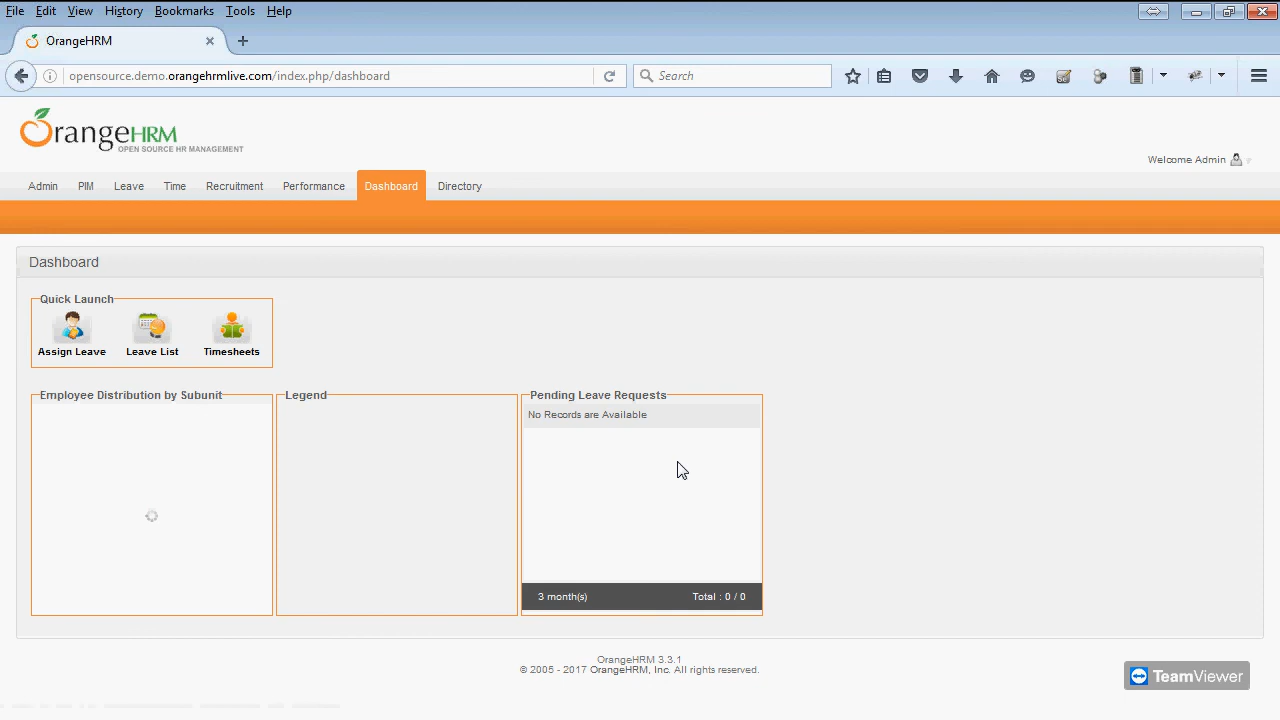 File Edit View History Bookmarks Tools Help
OrangeHRM
opensource.demo.orangehrmlive.com/index.php/dashboard
Search
OrangeHRM
OPEN SOURCE HR MANAGEMENT
Welcome Admin
Admin PIM Leave Time Recruitment Performance Dashboard Directory
Dashboard
Quick Launch
Assign Leave Leave List Timesheets
Employee Distribution by Subunit Legend Pending Leave Requests
No Records are Available
3 month(s) Total : 0 / 0
OrangeHRM 3.3.1
© 2005 - 2017 OrangeHRM, Inc. All rights reserved.
TeamViewer